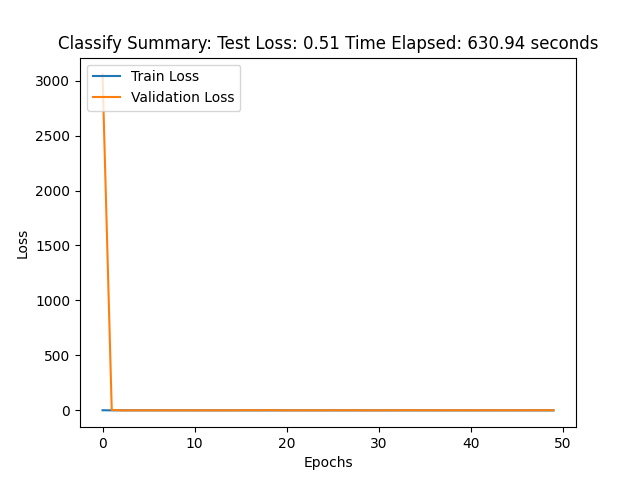 Classify Summary: Test Loss: 0.51 Time Elapsed: 630.94 seconds
Train Loss
Validation Loss
3000
2500
2000
1500
1000
500
0
Loss
0 10 20 30 40 50
Epochs